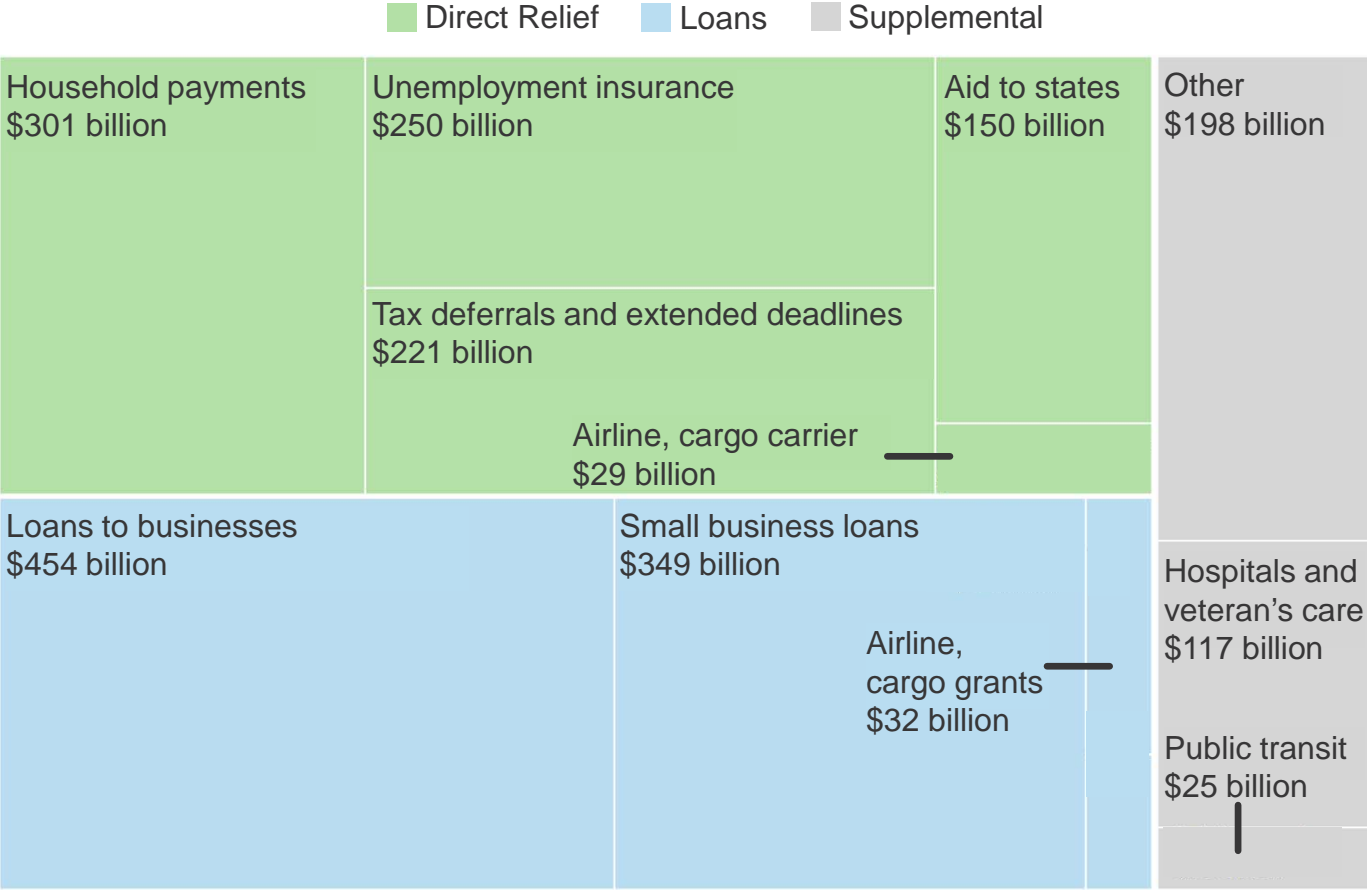 Direct Relief Loans Supplemental
Household payments
$301 billion
Unemployment insurance
$250 billion
Aid to states
$150 billion
Other
$198 billion
Tax deferrals and extended deadlines
$221 billion
Airline, cargo carrier
$29 billion
Loans to businesses
$454 billion
Small business loans
$349 billion
Airline,
cargo grants
$32 billion
Hospitals and
veteran’s care
$117 billion
Public transit
$25 billion